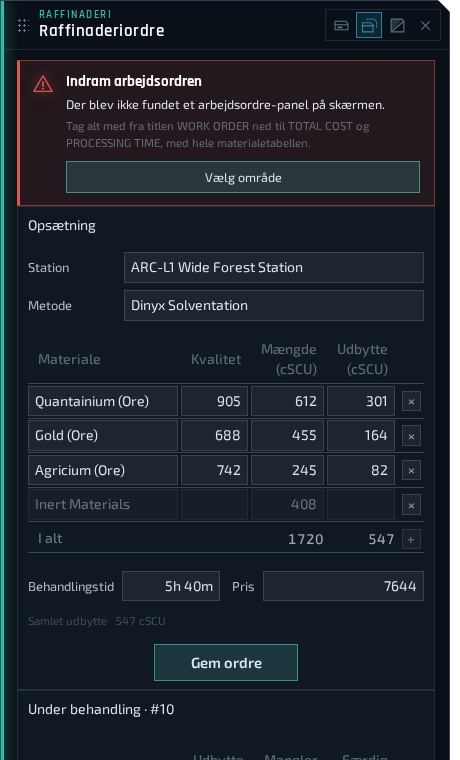 RAFFINADERI
Raffinaderiordre
Indram arbejdsordren
Der blev ikke fundet et arbejdsordre-panel på skærmen.
Tag alt med fra titlen WORK ORDER ned til TOTAL COST og
PROCESSING TIME, med hele materialetabellen.
Vælg område
Opsætning
Station ARC-L1 Wide Forest Station
Metode Dinyx Solventation
Materiale Kvalitet Mængde (cSCU) Udbytte (cSCU)
Quantainium (Ore) 905 612 301 ×
Gold (Ore) 688 455 164 ×
Agricium (Ore) 742 245 82 ×
Inert Materials 408 ×
I alt 1720 547 +
Behandlingstid 5h 40m Pris 7644
Samlet udbytte 547 cSCU
Gem ordre
Under behandling · #10
Udbytte Mangler Færdig